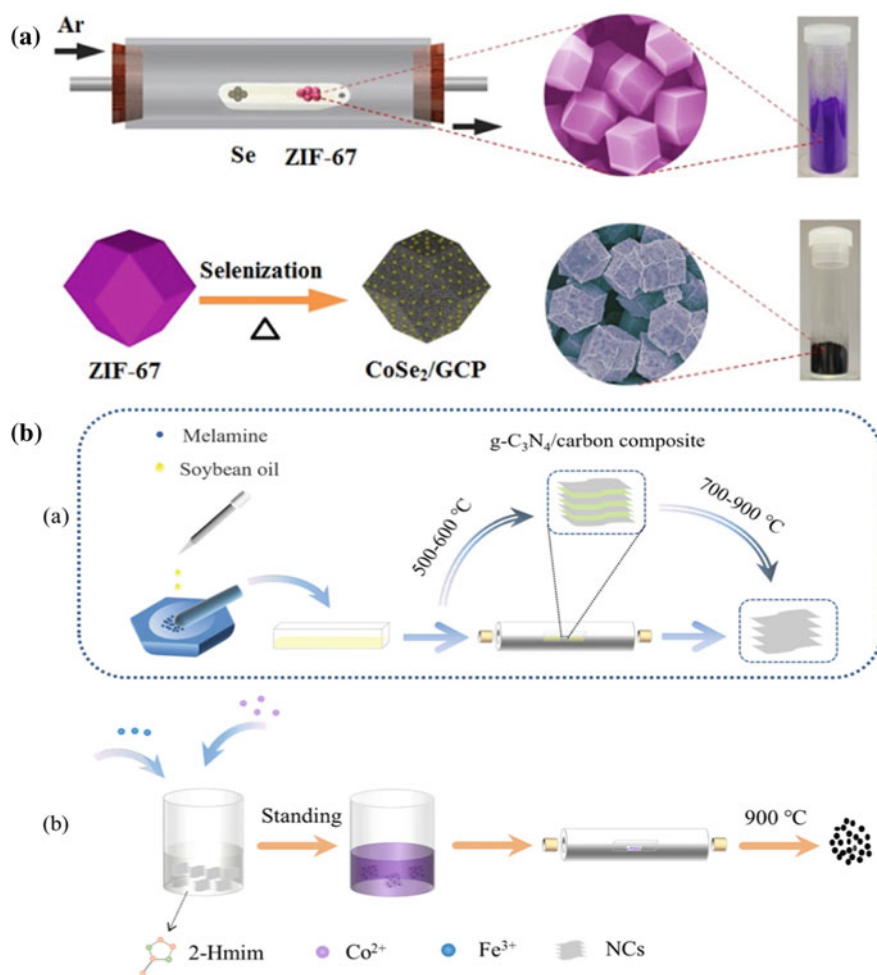 (a)
Ar
Se ZIF-67
Selenization
△
ZIF-67 CoSe₂/GCP
(b)
Melamine
Soybean oil
g-C₃N₄/carbon composite
(a)
500-600 °C
700-900 °C
(b)
Standing
900 °C
2-Hmim Co²⁺ Fe³⁺ NCs